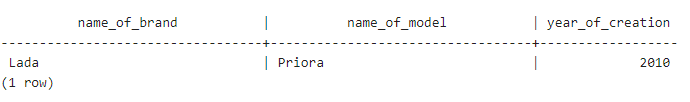 name_of_brand | name_of_model | year_of_creation
----------------------------------+----------------------------------+------------------
Lada | Priora | 2010
(1 row)